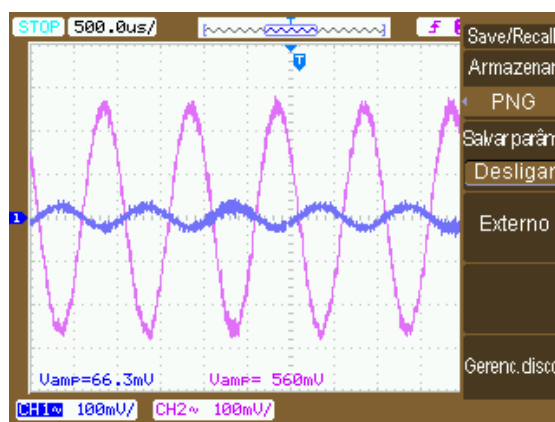 STOP 500.0us/
Save/Recall
Armazenar
PNG
Salvar parâm
Desligar
Externo
Gerenc.disco
T
1
Vamp=66.3mV Vamp= 560mV
CH1~ 100mV/ CH2~ 100mV/